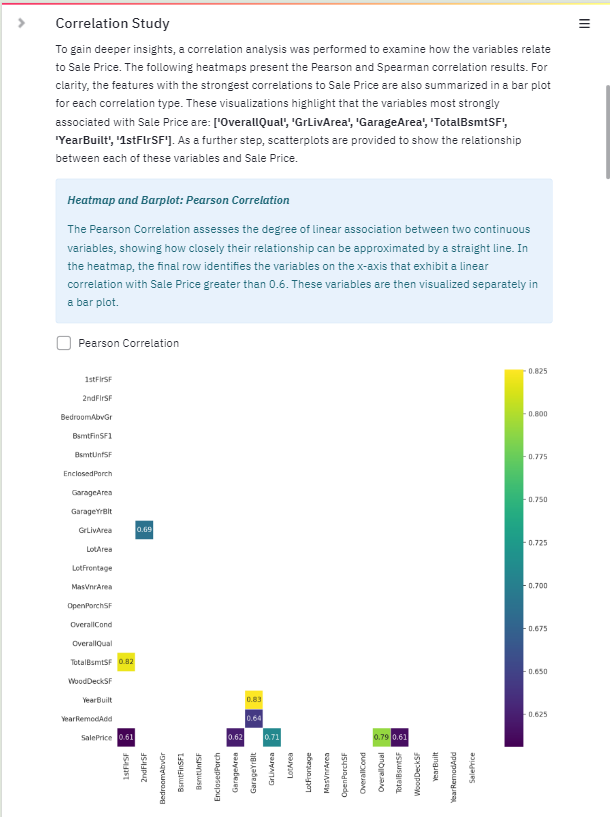 Correlation Study
To gain deeper insights, a correlation analysis was performed to examine how the variables relate
to Sale Price. The following heatmaps present the Pearson and Spearman correlation results. For
clarity, the features with the strongest correlations to Sale Price are also summarized in a bar plot
for each correlation type. These visualizations highlight that the variables most strongly
associated with Sale Price are: ['OverallQual', 'GrLivArea', 'GarageArea', 'TotalBsmtSF',
'YearBuilt', '1stFlrSF']. As a further step, scatterplots are provided to show the relationship
between each of these variables and Sale Price.
Heatmap and Barplot: Pearson Correlation
The Pearson Correlation assesses the degree of linear association between two continuous
variables, showing how closely their relationship can be approximated by a straight line. In
the heatmap, the final row identifies the variables on the x-axis that exhibit a linear
correlation with Sale Price greater than 0.6. These variables are then visualized separately in
a bar plot.
Pearson Correlation
1stFlrSF
2ndFlrSF
BedroomAbvGr
BsmtFinSF1
BsmtUnfSF
EnclosedPorch
GarageArea
GarageYrBlt
GrLivArea 0.69
LotArea
LotFrontage
MasVnrArea
OpenPorchSF
OverallCond
OverallQual
TotalBsmtSF 0.82
WoodDeckSF
YearBuilt 0.83
YearRemodAdd 0.64
SalePrice 0.61 0.62 0.71 0.79 0.61
1stFlrSF
2ndFlrSF
BedroomAbvGr
BsmtFinSF1
BsmtUnfSF
EnclosedPorch
GarageArea
GarageYrBlt
GrLivArea
LotArea
LotFrontage
MasVnrArea
OpenPorchSF
OverallCond
OverallQual
TotalBsmtSF
WoodDeckSF
YearBuilt
YearRemodAdd
SalePrice
0.825
0.800
0.775
0.750
0.725
0.700
0.675
0.650
0.625